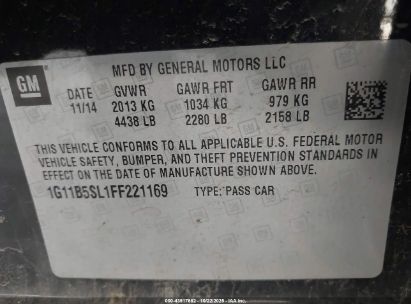 GM
MFD BY GENERAL MOTORS LLC
DATE GVWR GAWR FRT GAWR RR
11/14 2013 KG 1034 KG 979 KG
4438 LB 2280 LB 2158 LB
THIS VEHICLE CONFORMS TO ALL APPLICABLE U.S. FEDERAL MOTOR
VEHICLE SAFETY, BUMPER, AND THEFT PREVENTION STANDARDS IN
EFFECT ON THE DATE OF MANUFACTURE SHOWN ABOVE.
1G11B5SL1FF221169 TYPE: PASS CAR